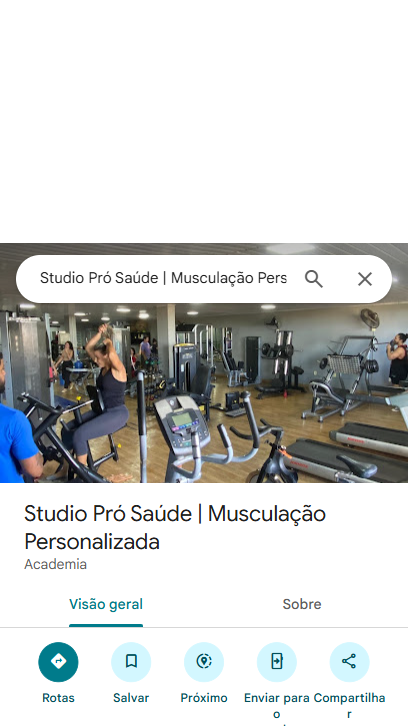 Studio Pró Saúde | Musculação Pers
Studio Pró Saúde | Musculação
Personalizada
Academia
Visão geral
Sobre
Rotas
Salvar
Próximo
Enviar para
o
Compartilha
r